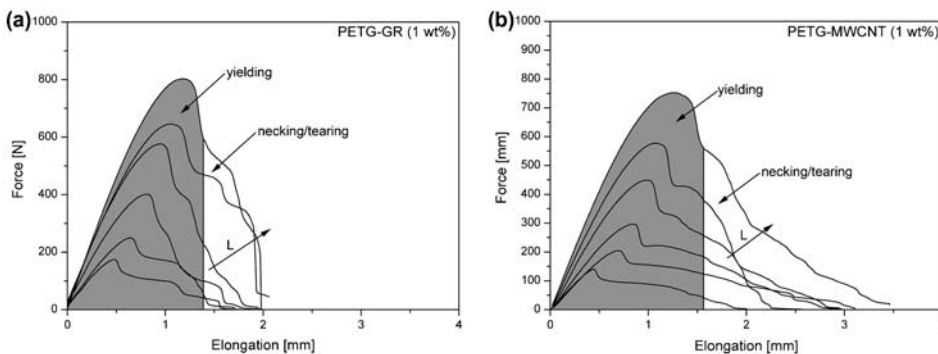 (a)
PETG-GR (1 wt%)
1000
800
600
400
200
0
Force [N]
yielding
necking/tearing
L
0 1 2 3 4
Elongation [mm]
(b)
PETG-MWCNT (1 wt%)
1000
900
800
700
600
500
400
300
200
100
0
Force [mm]
yielding
necking/tearing
L
0 1 2 3
Elongation [mm]